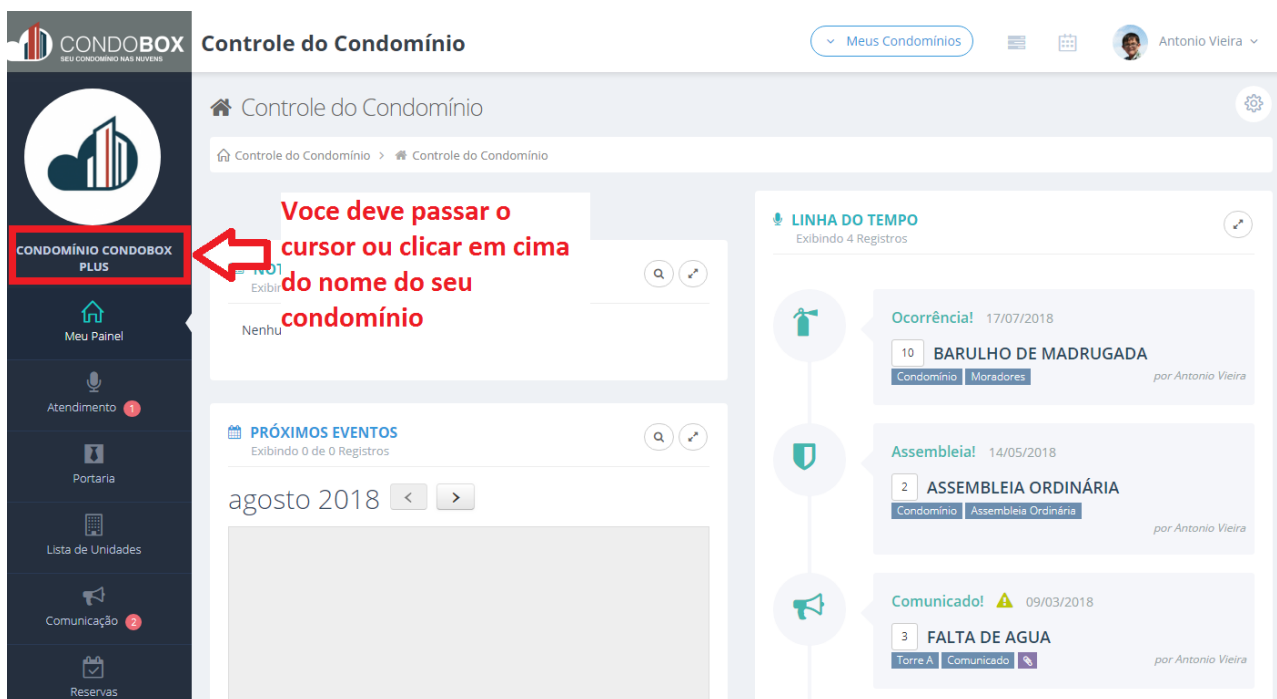 CONDOBOX
SEU CONDOMÍNIO NAS NUVENS
Controle do Condomínio
Meus Condomínios
Antonio Vieira
CONDOMÍNIO CONDOBOX
PLUS
Meu Painel
Atendimento 1
Portaria
Lista de Unidades
Comunicação 2
Reservas
Controle do Condomínio
Controle do Condomínio > Controle do Condomínio
Voce deve passar o
cursor ou clicar em cima
do nome do seu
condomínio
PRÓXIMOS EVENTOS
Exibindo 0 de 0 Registros
agosto 2018 < >
LINHA DO TEMPO
Exibindo 4 Registros
Ocorrência! 17/07/2018
10 BARULHO DE MADRUGADA
Condomínio Moradores
por Antonio Vieira
Assembleia! 14/05/2018
2 ASSEMBLEIA ORDINÁRIA
Condomínio Assembleia Ordinária
por Antonio Vieira
Comunicado! 09/03/2018
3 FALTA DE AGUA
Torre A Comunicado
por Antonio Vieira